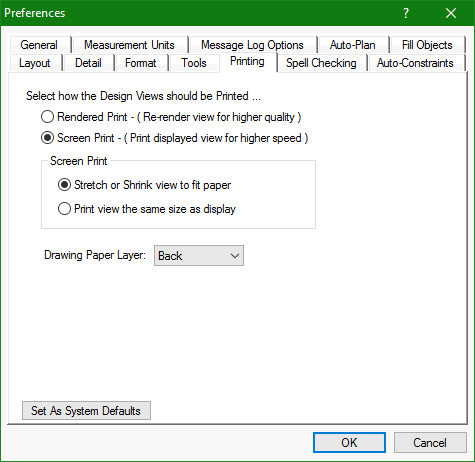 Preferences
?
General Measurement Units Message Log Options Auto-Plan Fill Objects
Layout Detail Format Tools Printing Spell Checking Auto-Constraints
Select how the Design Views should be Printed ...
Rendered Print - ( Re-render view for higher quality )
Screen Print - ( Print displayed view for higher speed )
Screen Print
Stretch or Shrink view to fit paper
Print view the same size as display
Drawing Paper Layer: Back
Set As System Defaults
OK Cancel